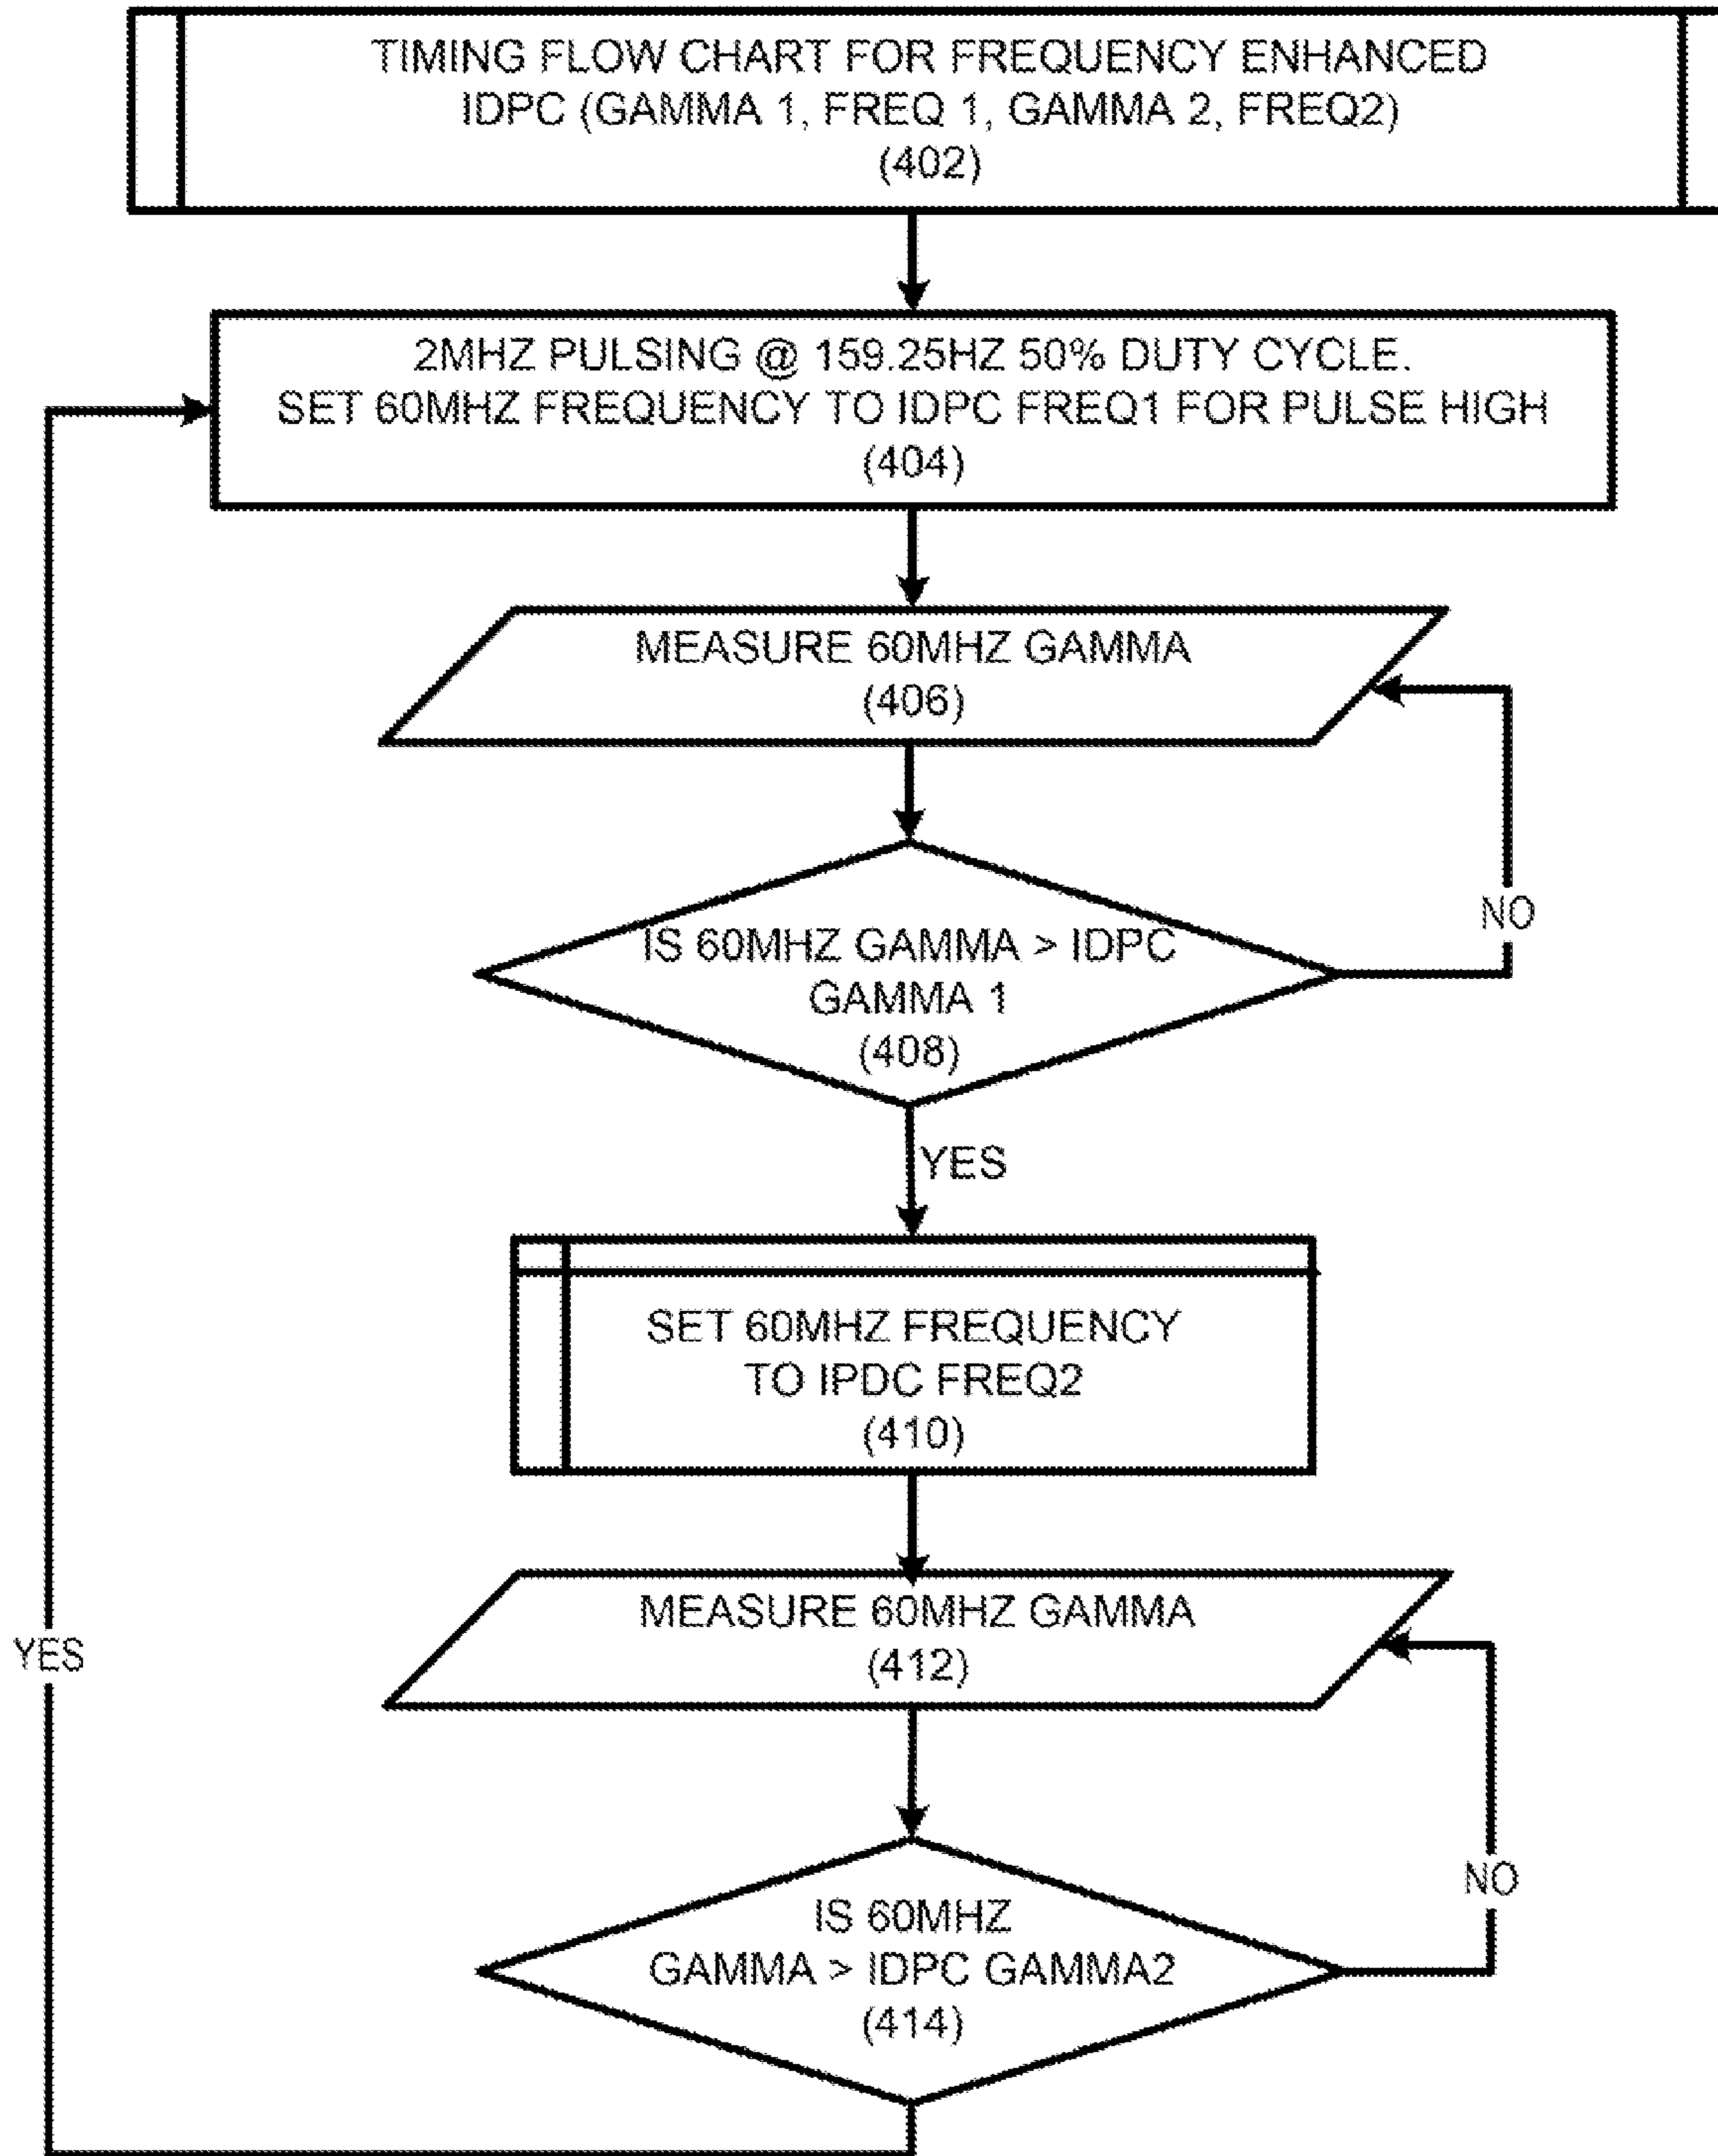 TIMING FLOW CHART FOR FREQUENCY ENHANCED
IDPC (GAMMA 1, FREQ 1, GAMMA 2, FREQ2)
(402)
2MHZ PULSING @ 159.25HZ 50% DUTY CYCLE.
SET 60MHZ FREQUENCY TO IDPC FREQ1 FOR PULSE HIGH
(404)
MEASURE 60MHZ GAMMA
(406)
IS 60MHZ GAMMA > IDPC
GAMMA 1
(408)
NO
YES
SET 60MHZ FREQUENCY
TO IPDC FREQ2
(410)
MEASURE 60MHZ GAMMA
(412)
YES
IS 60MHZ
GAMMA > IDPC GAMMA2
(414)
NO